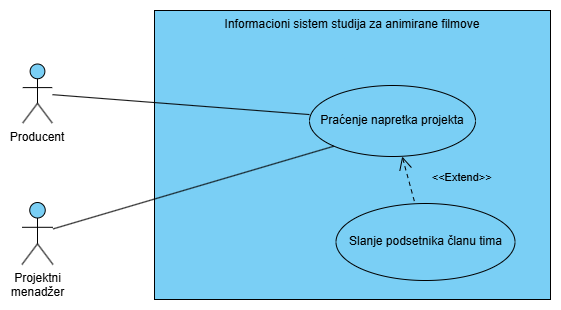 Informacioni sistem studija za animirane filmove
Producent
Praćenje napretka projekta
<<Extend>>
Slanje podsetnika članu tima
Projektni
menadžer